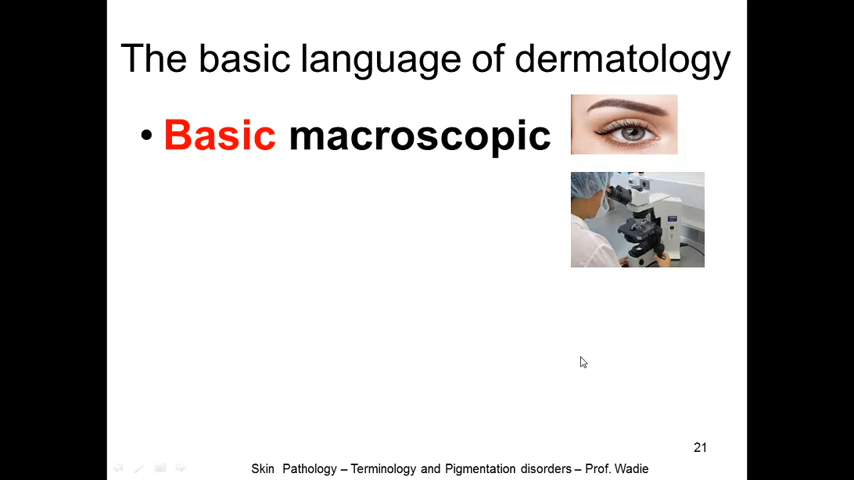 The basic language of dermatology
• Basic macroscopic
21
Skin Pathology – Terminology and Pigmentation disorders – Prof. Wadie